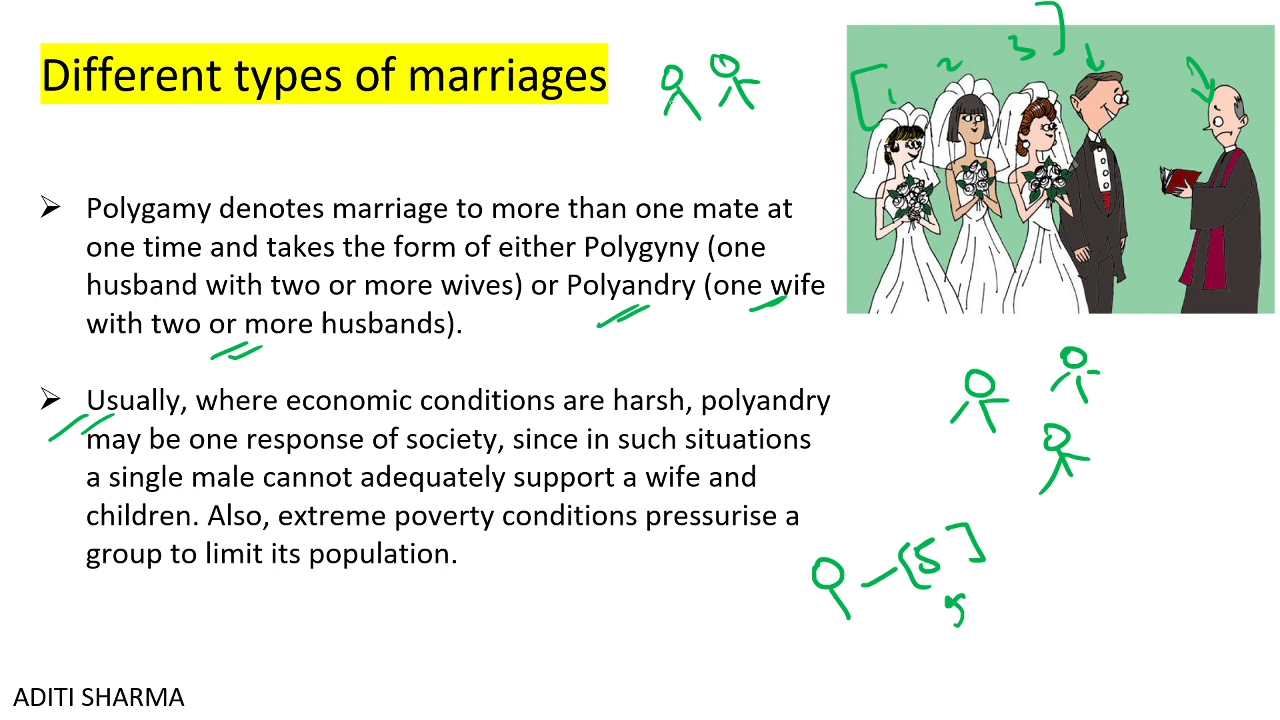 Different types of marriages
1 2 3
➢ Polygamy denotes marriage to more than one mate at
one time and takes the form of either Polygyny (one
husband with two or more wives) or Polyandry (one wife
with two or more husbands).
➢ Usually, where economic conditions are harsh, polyandry
may be one response of society, since in such situations
a single male cannot adequately support a wife and
children. Also, extreme poverty conditions pressurise a
group to limit its population.
[5]
ADITI SHARMA